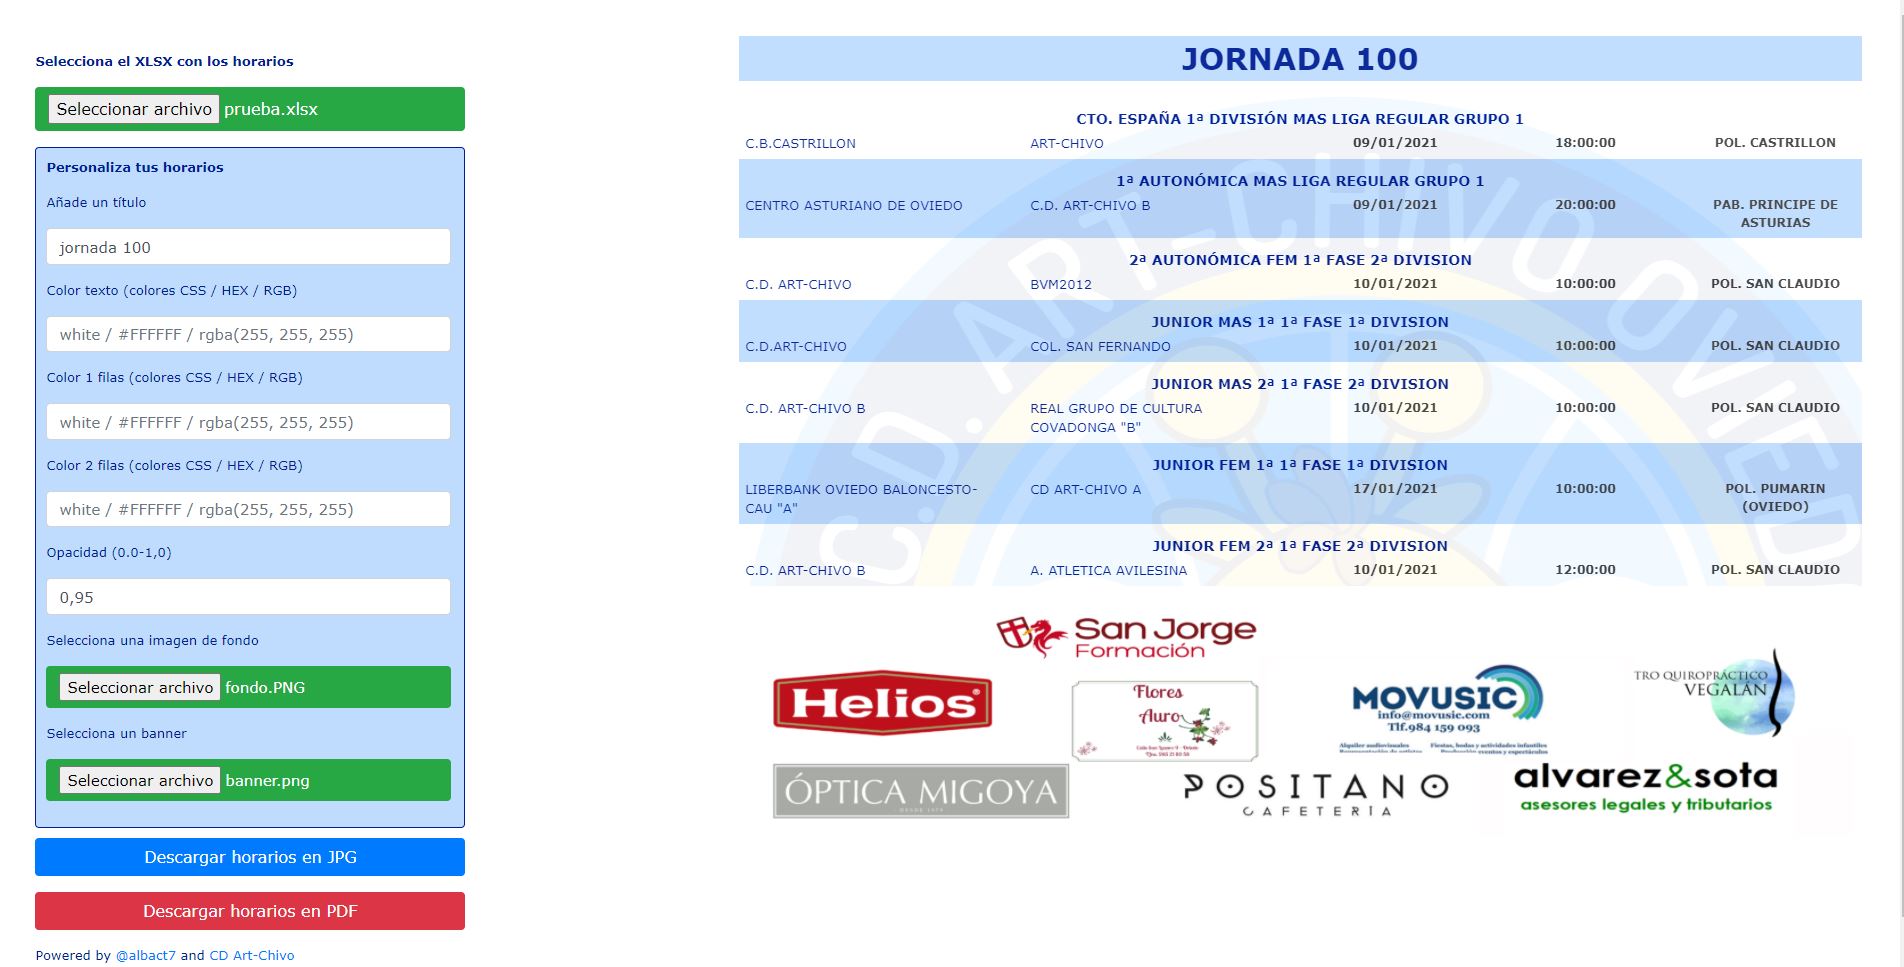 Selecciona el XLSX con los horarios
Seleccionar archivo prueba.xlsx
Personaliza tus horarios
Añade un título
jornada 100
Color texto (colores CSS / HEX / RGB)
white / #FFFFFF / rgba(255, 255, 255)
Color 1 filas (colores CSS / HEX / RGB)
white / #FFFFFF / rgba(255, 255, 255)
Color 2 filas (colores CSS / HEX / RGB)
white / #FFFFFF / rgba(255, 255, 255)
Opacidad (0.0-1,0)
0,95
Selecciona una imagen de fondo
Seleccionar archivo fondo.PNG
Selecciona un banner
Seleccionar archivo banner.png
Descargar horarios en JPG
Descargar horarios en PDF
Powered by @albact7 and CD Art-Chivo
JORNADA 100
CTO. ESPAÑA 1ª DIVISIÓN MAS LIGA REGULAR GRUPO 1
C.B.CASTRILLON ART-CHIVO 09/01/2021 18:00:00 POL. CASTRILLON
1ª AUTONÓMICA MAS LIGA REGULAR GRUPO 1
CENTRO ASTURIANO DE OVIEDO C.D. ART-CHIVO B 09/01/2021 20:00:00 PAB. PRINCIPE DE
ASTURIAS
2ª AUTONÓMICA FEM 1ª FASE 2ª DIVISION
C.D. ART-CHIVO BVM2012 10/01/2021 10:00:00 POL. SAN CLAUDIO
JUNIOR MAS 1ª 1ª FASE 1ª DIVISION
C.D.ART-CHIVO COL. SAN FERNANDO 10/01/2021 10:00:00 POL. SAN CLAUDIO
JUNIOR MAS 2ª 1ª FASE 2ª DIVISION
C.D. ART-CHIVO B REAL GRUPO DE CULTURA 10/01/2021 10:00:00 POL. SAN CLAUDIO
COVADONGA "B"
JUNIOR FEM 1ª 1ª FASE 1ª DIVISION
LIBERBANK OVIEDO BALONCESTO- CD ART-CHIVO A 17/01/2021 10:00:00 POL. PUMARIN
CAU "A" (OVIEDO)
JUNIOR FEM 2ª 1ª FASE 2ª DIVISION
C.D. ART-CHIVO B A. ATLETICA AVILESINA 10/01/2021 12:00:00 POL. SAN CLAUDIO
C.D. ART-CHIVO OVIED
San Jorge
Formación
Helios®
Flores
Auro
MOVUSIC
info@movusic.com
Tlf.984 159 093
Alquiler audiovisuales Fiestas, bodas y actividades infantiles
TRO QUIROPRÁCTICO
VEGALÁN
ÓPTICA MIGOYA
POSITANO
CAFETERIA
alvarez&sota
asesores legales y tributarios